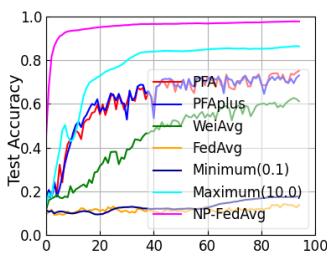 1.0
0.8
0.6
0.4
0.2
0.0
Test Accuracy
PFA
PFAplus
WeiAvg
FedAvg
Minimum(0.1)
Maximum(10.0)
NP-FedAvg
0 20 40 60 80 100